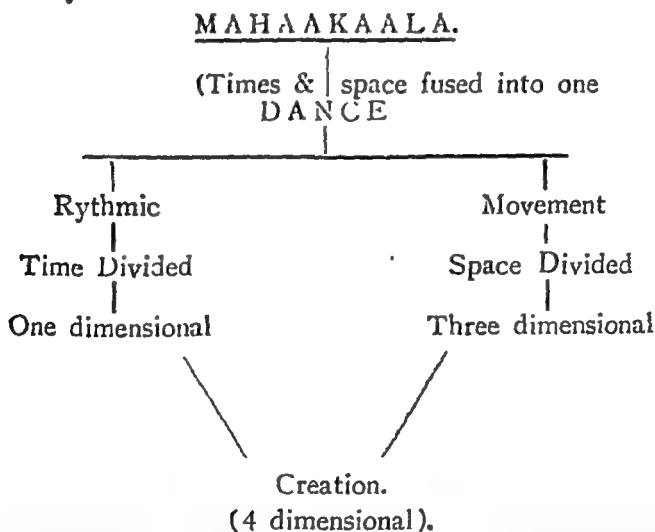 MAHAAKAALA.
(Times & space fused into one
DANCE
Rythmic Movement
Time Divided Space Divided
One dimensional Three dimensional
Creation.
(4 dimensional).